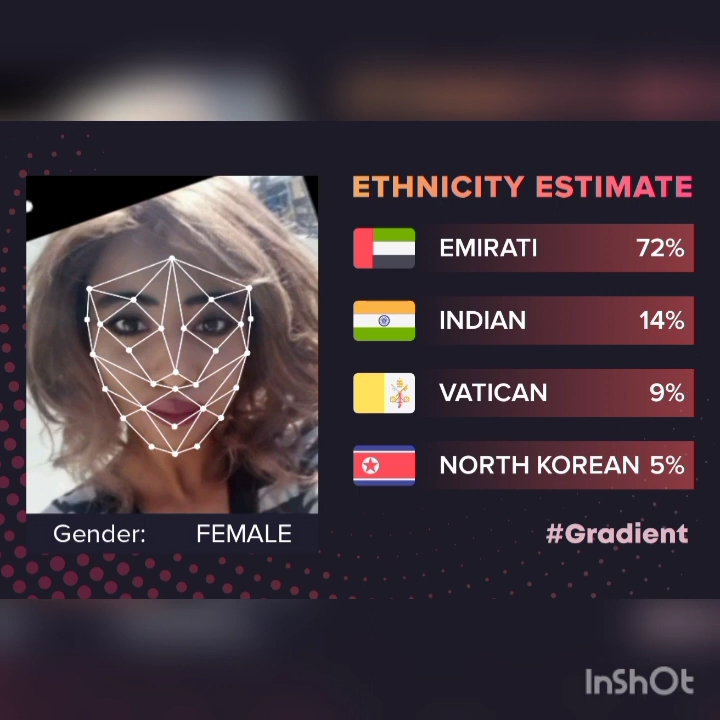 ETHNICITY ESTIMATE
EMIRATI 72%
INDIAN 14%
VATICAN 9%
NORTH KOREAN 5%
Gender: FEMALE
#Gradient
InShOt